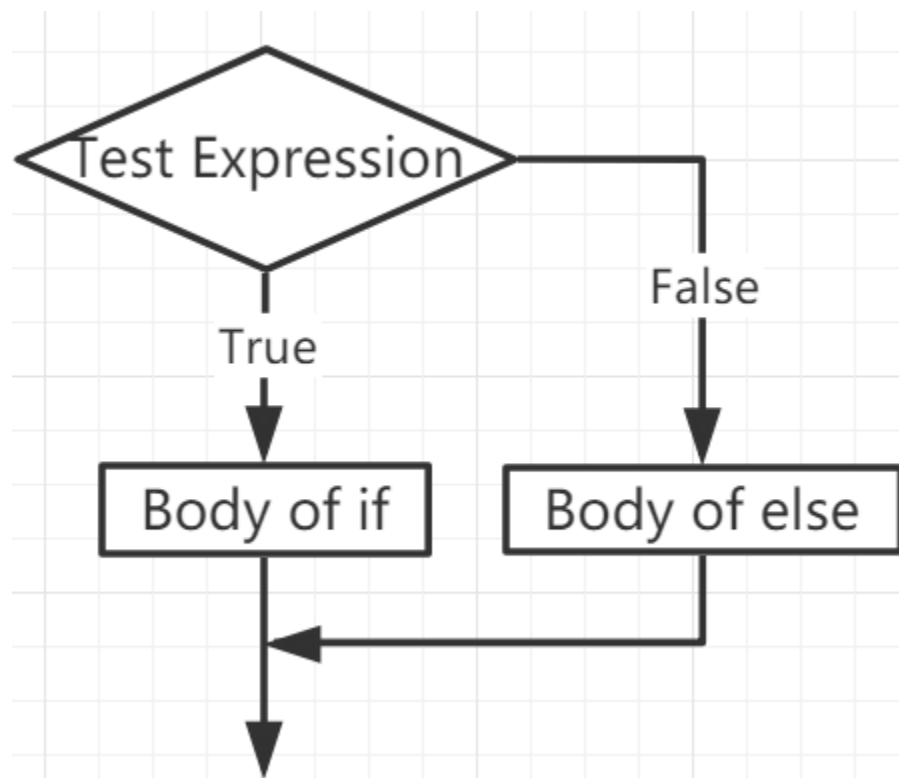 Test Expression
False
True
Body of if
Body of else